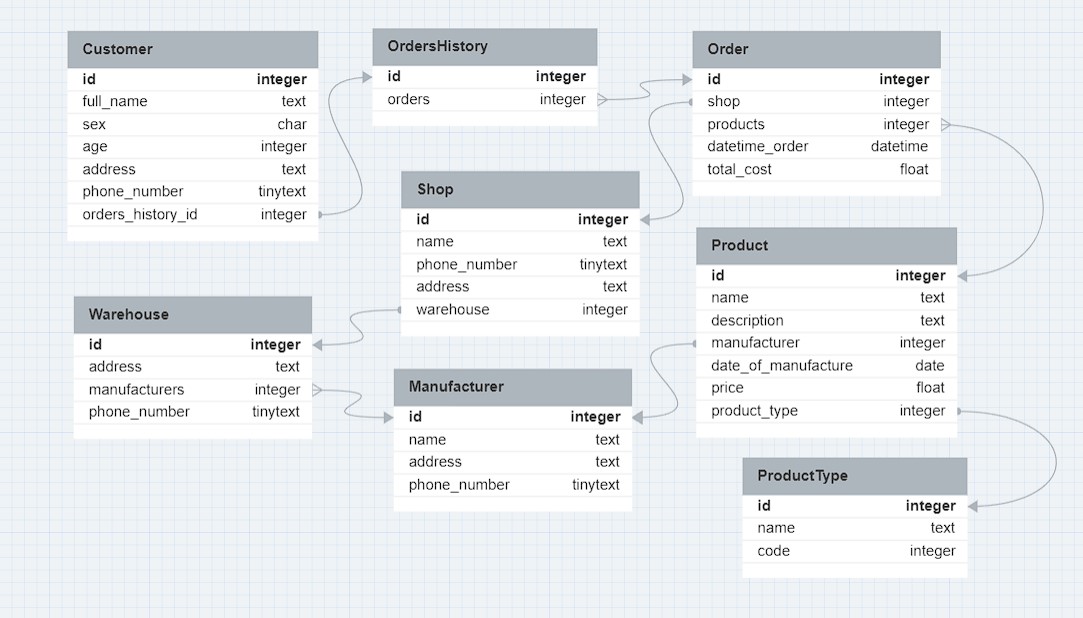 Customer
id integer
full_name text
sex char
age integer
address text
phone_number tinytext
orders_history_id integer
OrdersHistory
id integer
orders integer
Order
id integer
shop integer
products integer
datetime_order datetime
total_cost float
Shop
id integer
name text
phone_number tinytext
address text
warehouse integer
Product
id integer
name text
description text
manufacturer integer
date_of_manufacture date
price float
product_type integer
Warehouse
id integer
address text
manufacturers integer
phone_number tinytext
Manufacturer
id integer
name text
address text
phone_number tinytext
ProductType
id integer
name text
code integer